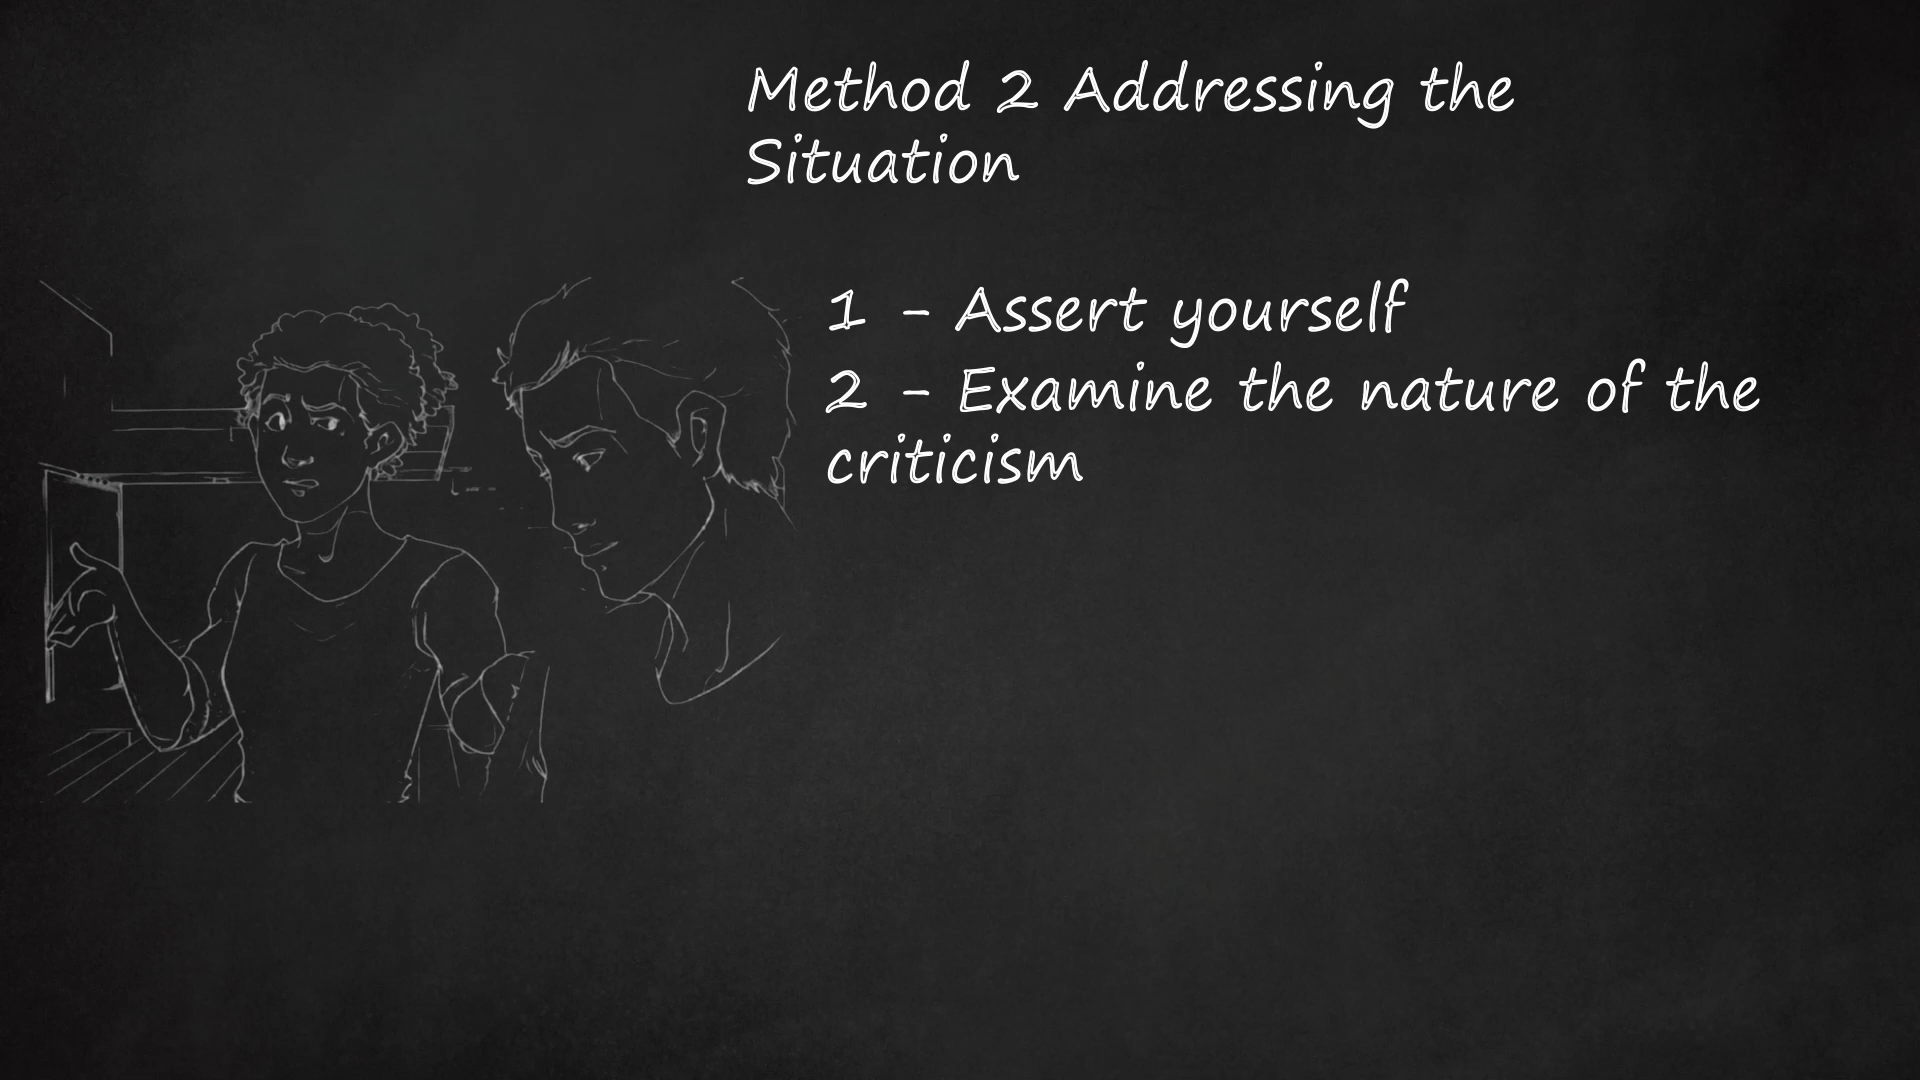 Method 2 Addressing the
Situation
1 - Assert yourself
2 - Examine the nature of the
criticism